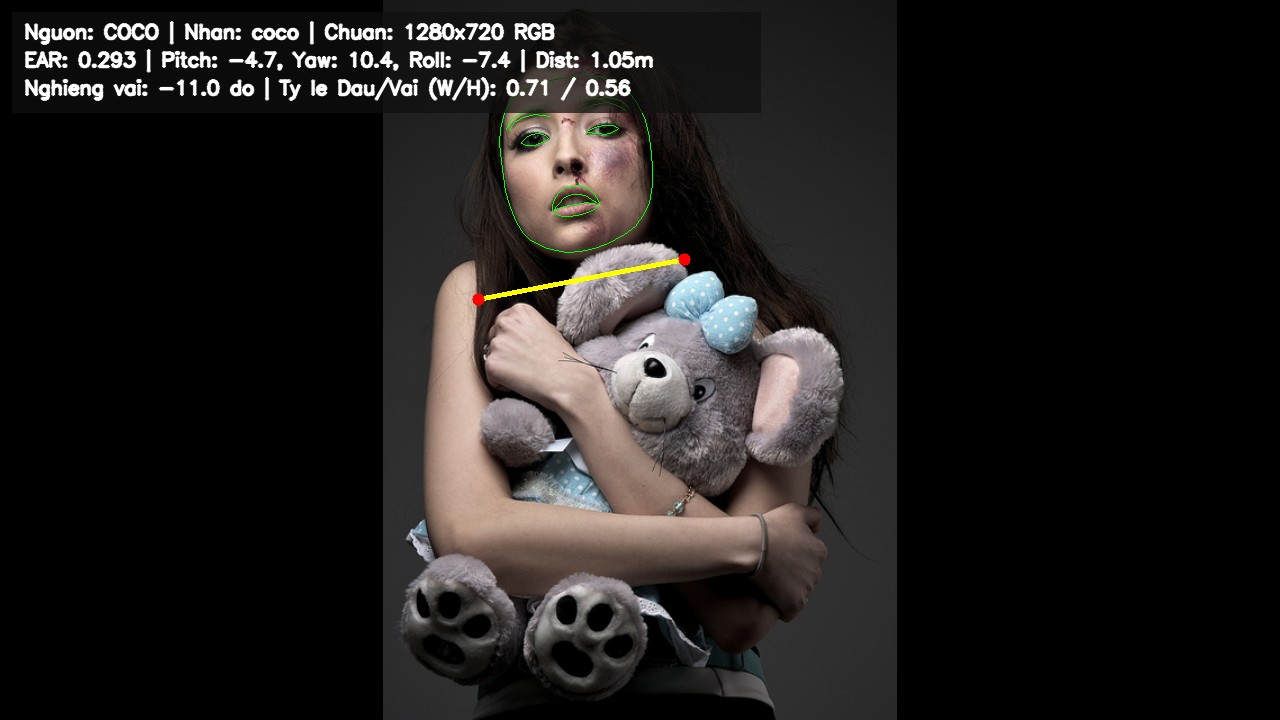 Nguon: COCO | Nhan: coco | Chuan: 1280x720 RGB
EAR: 0.293 | Pitch: -4.7, Yaw: 10.4, Roll: -7.4 | Dist: 1.05m
Nghieng vai: -11.0 do | Ty le Dau/Vai (W/H): 0.71 / 0.56